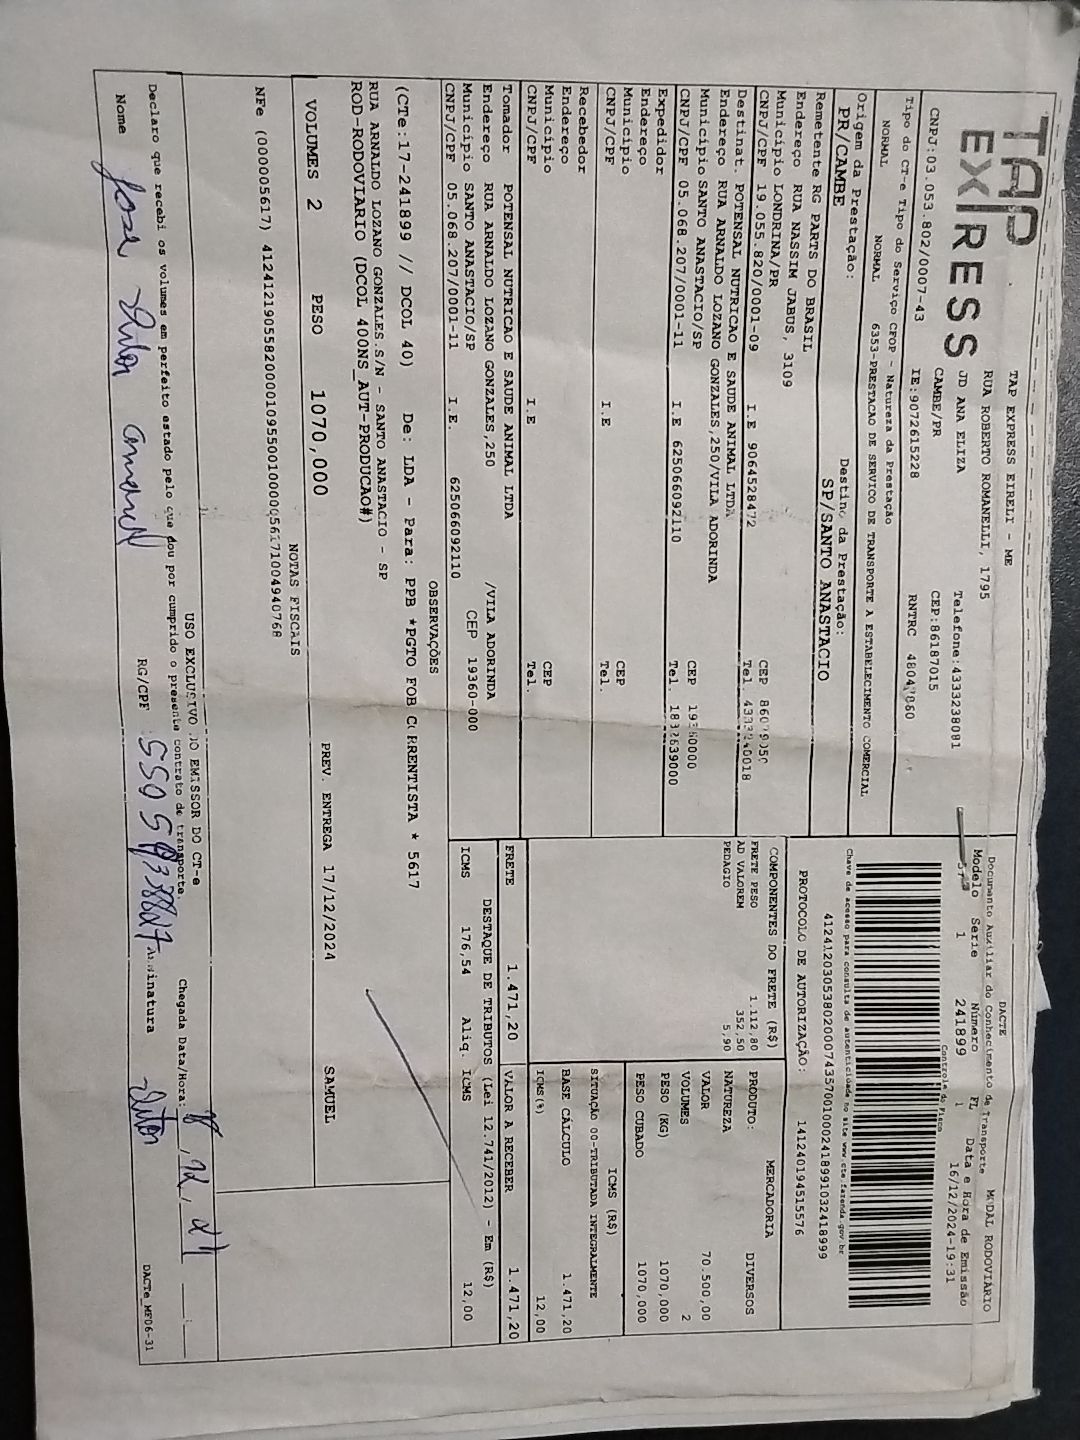 TAP EXPRESS
TAP EXPRESS EIRELI - ME
RUA ROBERTO ROMANELLI, 1795
JD ANA ELIZA
Telefone:4333238081
CAMBE/PR
CEP:86187015
CNPJ:03.053.802/0007-43
IE:9072615228
RNTRC
DACTE
Documento Auxiliar do Conhecimento de Transporte
MODAL RODOVIÁRIO
Modelo Serie Número FL Data e Hora de Emissão
57 1 241899 1 16/12/2024-19:31
Controle do Fisco
Tipo do CT-e Tipo do Serviço CFOP - Natureza da Prestação
NORMAL NORMAL 6353-PRESTACAO DE SERVICO DE TRANSPORTE A ESTABELECIMENTO COMERCIAL
Chave de acesso para consulta de autenticidade no site www.cte.fazenda.gov.br
41241203053802000743570010002418991032418999
Origem da Prestação: Destino da Prestação:
PR/CAMBE SP/SANTO ANASTACIO
PROTOCOLO DE AUTORIZAÇÃO: 141240194515576
Remetente RG PARTS DO BRASIL
Endereço RUA NASSIM JABUS, 3109
Município LONDRINA/PR CEP
CNPJ/CPF 19.055.820/0001-09 I.E 9064528472 Tel.
Destinat. POTENSAL NUTRICAO E SAUDE ANIMAL LTDA
Endereço RUA ARNALDO LOZANO GONZALES,250/VILA ADORINDA
Município SANTO ANASTACIO/SP CEP
CNPJ/CPF 05.068.207/0001-11 I.E 625066092110 Tel. 1832639000
Expedidor
Endereço
Município CEP
CNPJ/CPF I.E Tel.
Recebedor
Endereço
Município CEP
CNPJ/CPF I.E Tel.
Tomador POTENSAL NUTRICAO E SAUDE ANIMAL LTDA
Endereço RUA ARNALDO LOZANO GONZALES,250 /VILA ADORINDA
Município SANTO ANASTACIO/SP CEP 19360-000
CNPJ/CPF 05.068.207/0001-11 I.E. 625066092110
COMPONENTES DO FRETE (R$)
FRETE PESO 1.112,80
AD VALOREM 352,50
PEDAGIO 5,90
MERCADORIA
PRODUTO: DIVERSOS
NATUREZA
VALOR 70.500,00
VOLUMES 2
PESO (KG) 1070,000
PESO CUBADO 1070,000
ICMS (R$)
SITUAÇÃO 00-TRIBUTADA INTEGRALMENTE
BASE CÁLCULO 1.471,20
ICMS(%) 12,00
FRETE 1.471,20 VALOR A RECEBER 1.471,20
DESTAQUE DE TRIBUTOS (Lei 12.741/2012) - Em (R$)
ICMS 176,54 Aliq. ICMS 12,00
OBSERVAÇÕES
(CTe:17-241899 // DCOL 40) De: LDA - Para: PPB *PGTO FOB CORRENTISTA * 5617
RUA ARNALDO LOZANO GONZALES.S/N - SANTO ANASTACIO - SP
ROD-RODOVIARIO (DCOL 400NS_AUT-PRODUCAO#)
VOLUMES 2 PESO 1070,000 PREV. ENTREGA 17/12/2024 SAMUEL
NOTAS FISCAIS
NFe (000005617) 41241219055820000109550010000056171004940768
USO EXCLUSIVO DO EMISSOR DO CT-e
Declaro que recebi os volumes em perfeito estado pelo que dou por cumprido o presente contrato de transporte.
Chegada Data/Hora:
Nome Jose RG/CPF Assinatura
DACTe_MF06-31